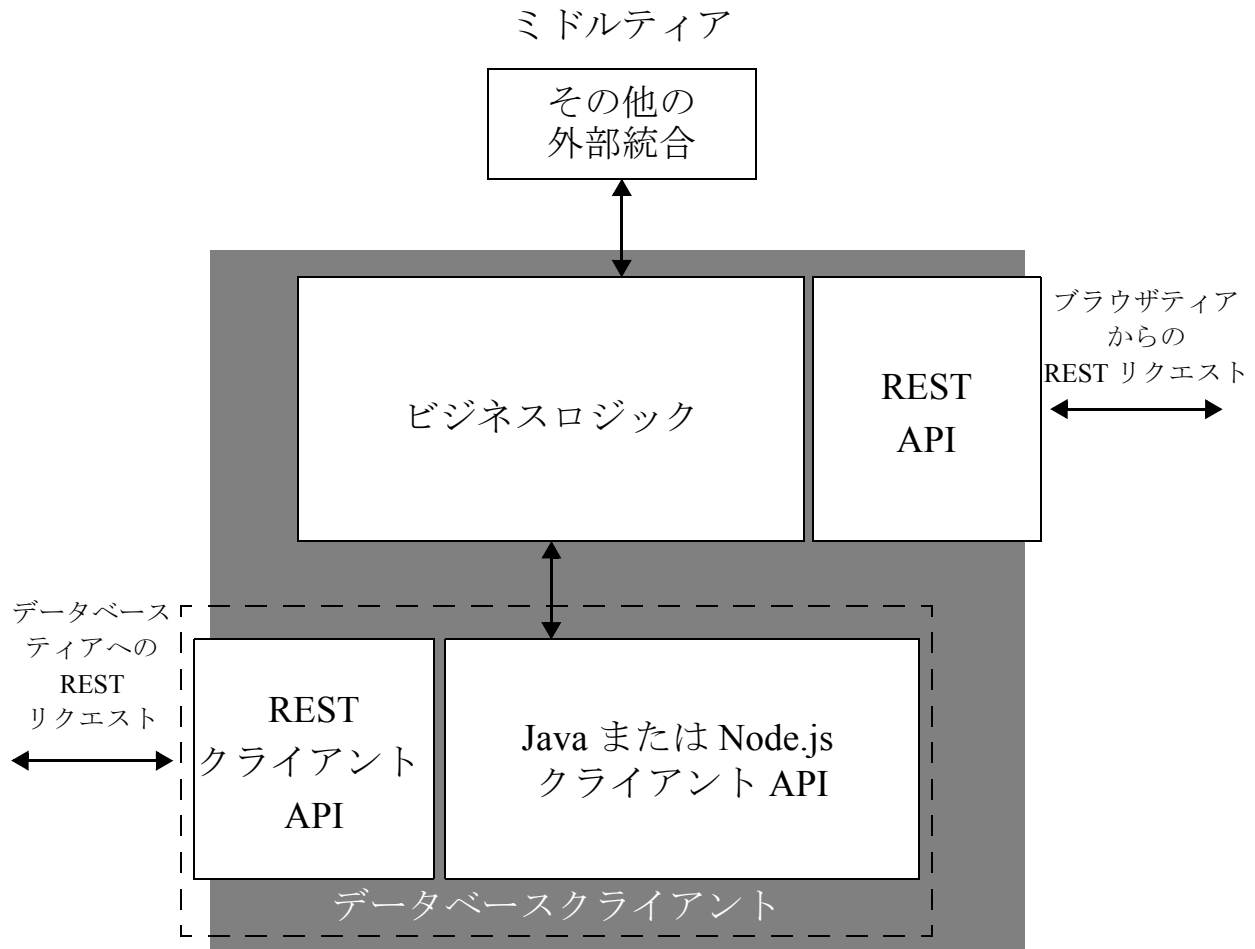 ミドルティア
その他の
外部統合
ビジネスロジック
REST
API
ブラウザティア
からの
REST リクエスト
データベース
ティアへの
REST
リクエスト
REST
クライアント
API
Java または Node.js
クライアント API
データベースクライアント